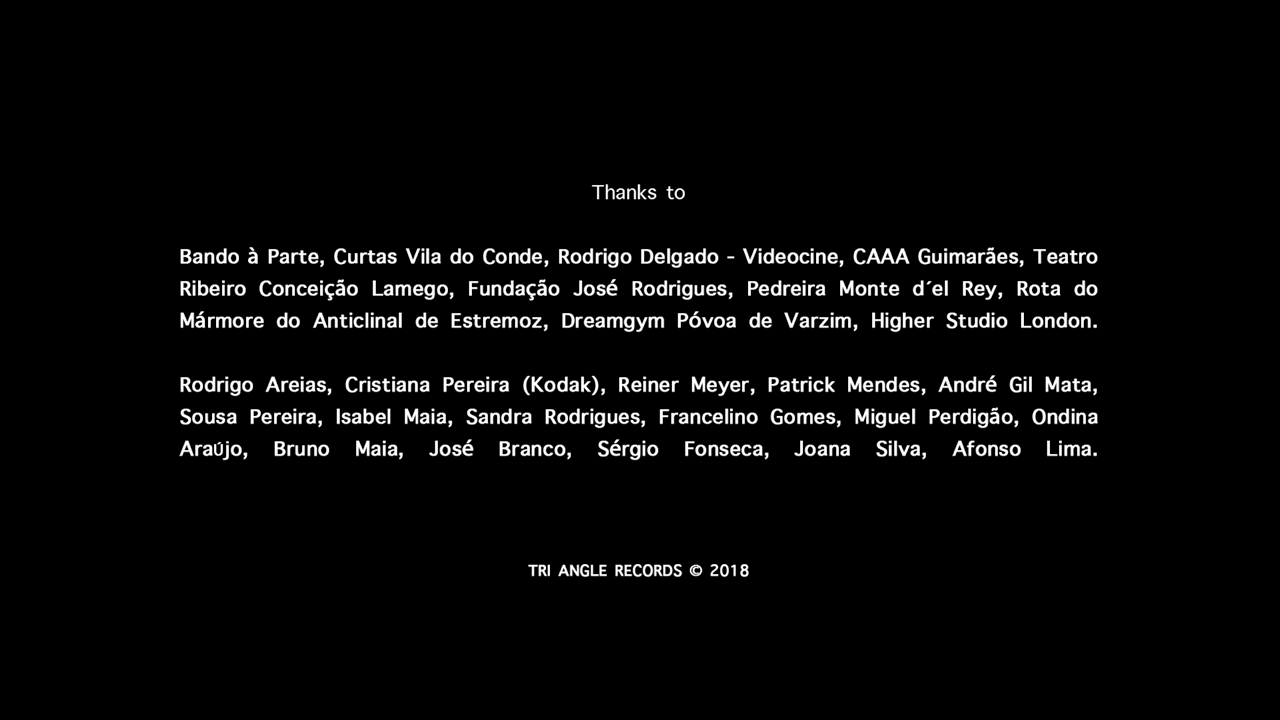 Thanks to
Bando à Parte, Curtas Vila do Conde, Rodrigo Delgado - Videocine, CAAA Guimarães, Teatro
Ribeiro Conceição Lamego, Fundação José Rodrigues, Pedreira Monte d´el Rey, Rota do
Mármore do Anticlinal de Estremoz, Dreamgym Póvoa de Varzim, Higher Studio London.
Rodrigo Areias, Cristiana Pereira (Kodak), Reiner Meyer, Patrick Mendes, André Gil Mata,
Sousa Pereira, Isabel Maia, Sandra Rodrigues, Francelino Gomes, Miguel Perdigão, Ondina
Araújo, Bruno Maia, José Branco, Sérgio Fonseca, Joana Silva, Afonso Lima.
TRI ANGLE RECORDS © 2018